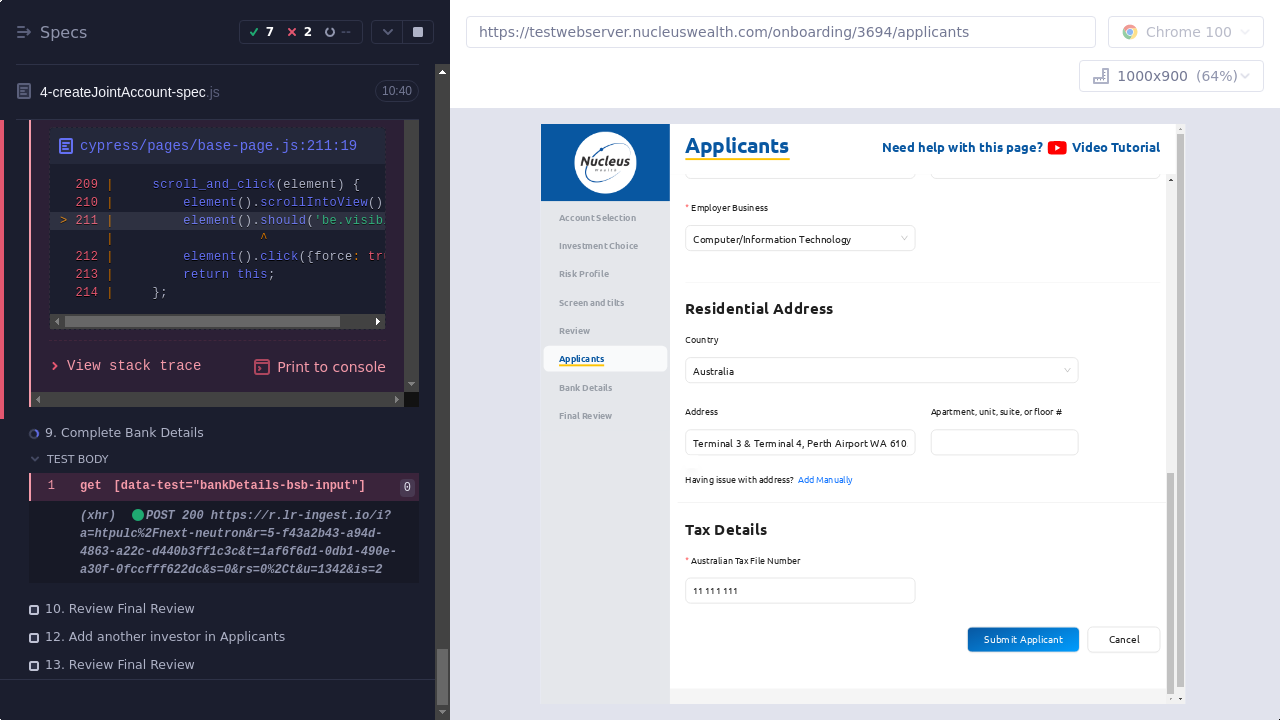 Specs
7
2
--
https://testwebserver.nucleuswealth.com/onboarding/3694/applicants
Chrome 100
1000x900 (64%)
4-createJointAccount-spec.js
10:40
cypress/pages/base-page.js:211:19
209 | scroll_and_click(element) {
210 | element().scrollIntoView()
> 211 | element().should('be.visib
| ^
212 | element().click({force: tru
213 | return this;
214 | };
View stack trace
Print to console
9. Complete Bank Details
TEST BODY
1 get [data-test="bankDetails-bsb-input"] 0
(xhr) POST 200 https://r.lr-ingest.io/i?
a=htpulc%2Fnext-neutron&r=5-f43a2b43-a94d-
4863-a22c-d440b3ff1c3c&t=1af6f6d1-0db1-490e-
a30f-0fccfff622dc&s=0&rs=0%2Ct&u=1342&is=2
10. Review Final Review
12. Add another investor in Applicants
13. Review Final Review
Nucleus
Wealth
Account Selection
Investment Choice
Risk Profile
Screen and tilts
Review
Applicants
Bank Details
Final Review
Applicants
Need help with this page?
Video Tutorial
* Employer Business
Computer/Information Technology
Residential Address
Country
Australia
Address
Apartment, unit, suite, or floor #
Terminal 3 & Terminal 4, Perth Airport WA 610
Having issue with address? Add Manually
Tax Details
* Australian Tax File Number
11 111 111
Submit Applicant
Cancel